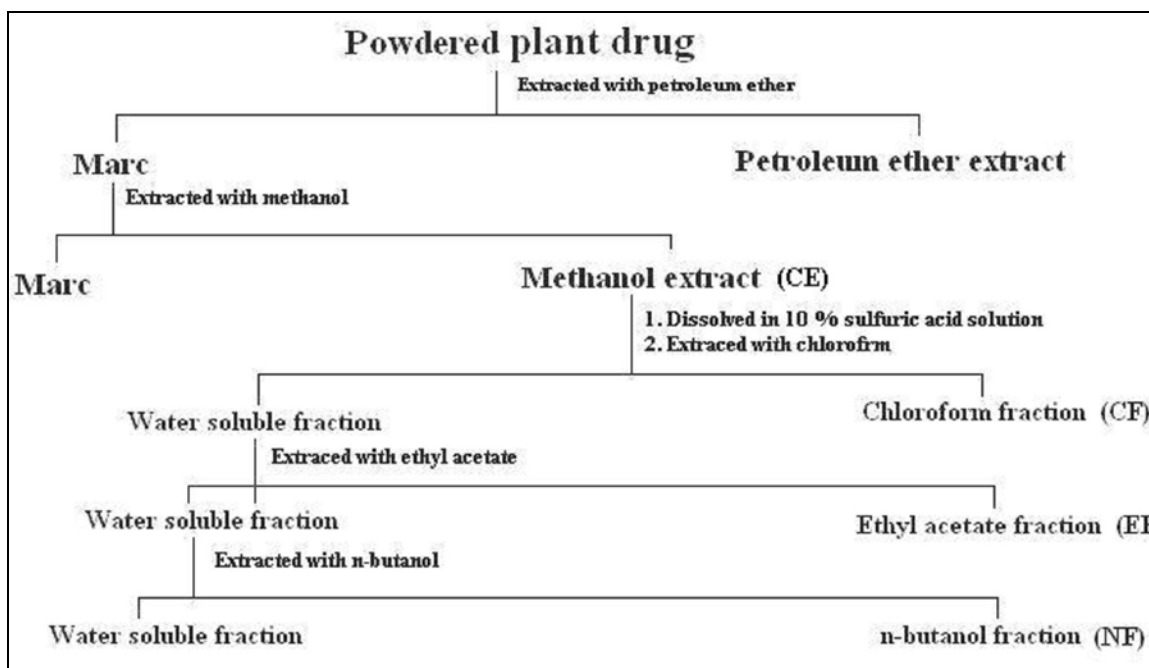 Powdered plant drug
Extracted with petroleum ether
Marc
Petroleum ether extract
Extracted with methanol
Marc
Methanol extract (CE)
1. Dissolved in 10 % sulfuric acid solution
2. Extraced with chlorofrm
Water soluble fraction
Chloroform fraction (CF)
Extraced with ethyl acetate
Water soluble fraction
Ethyl acetate fraction (EF
Extracted with n-butanol
Water soluble fraction
n-butanol fraction (NF)